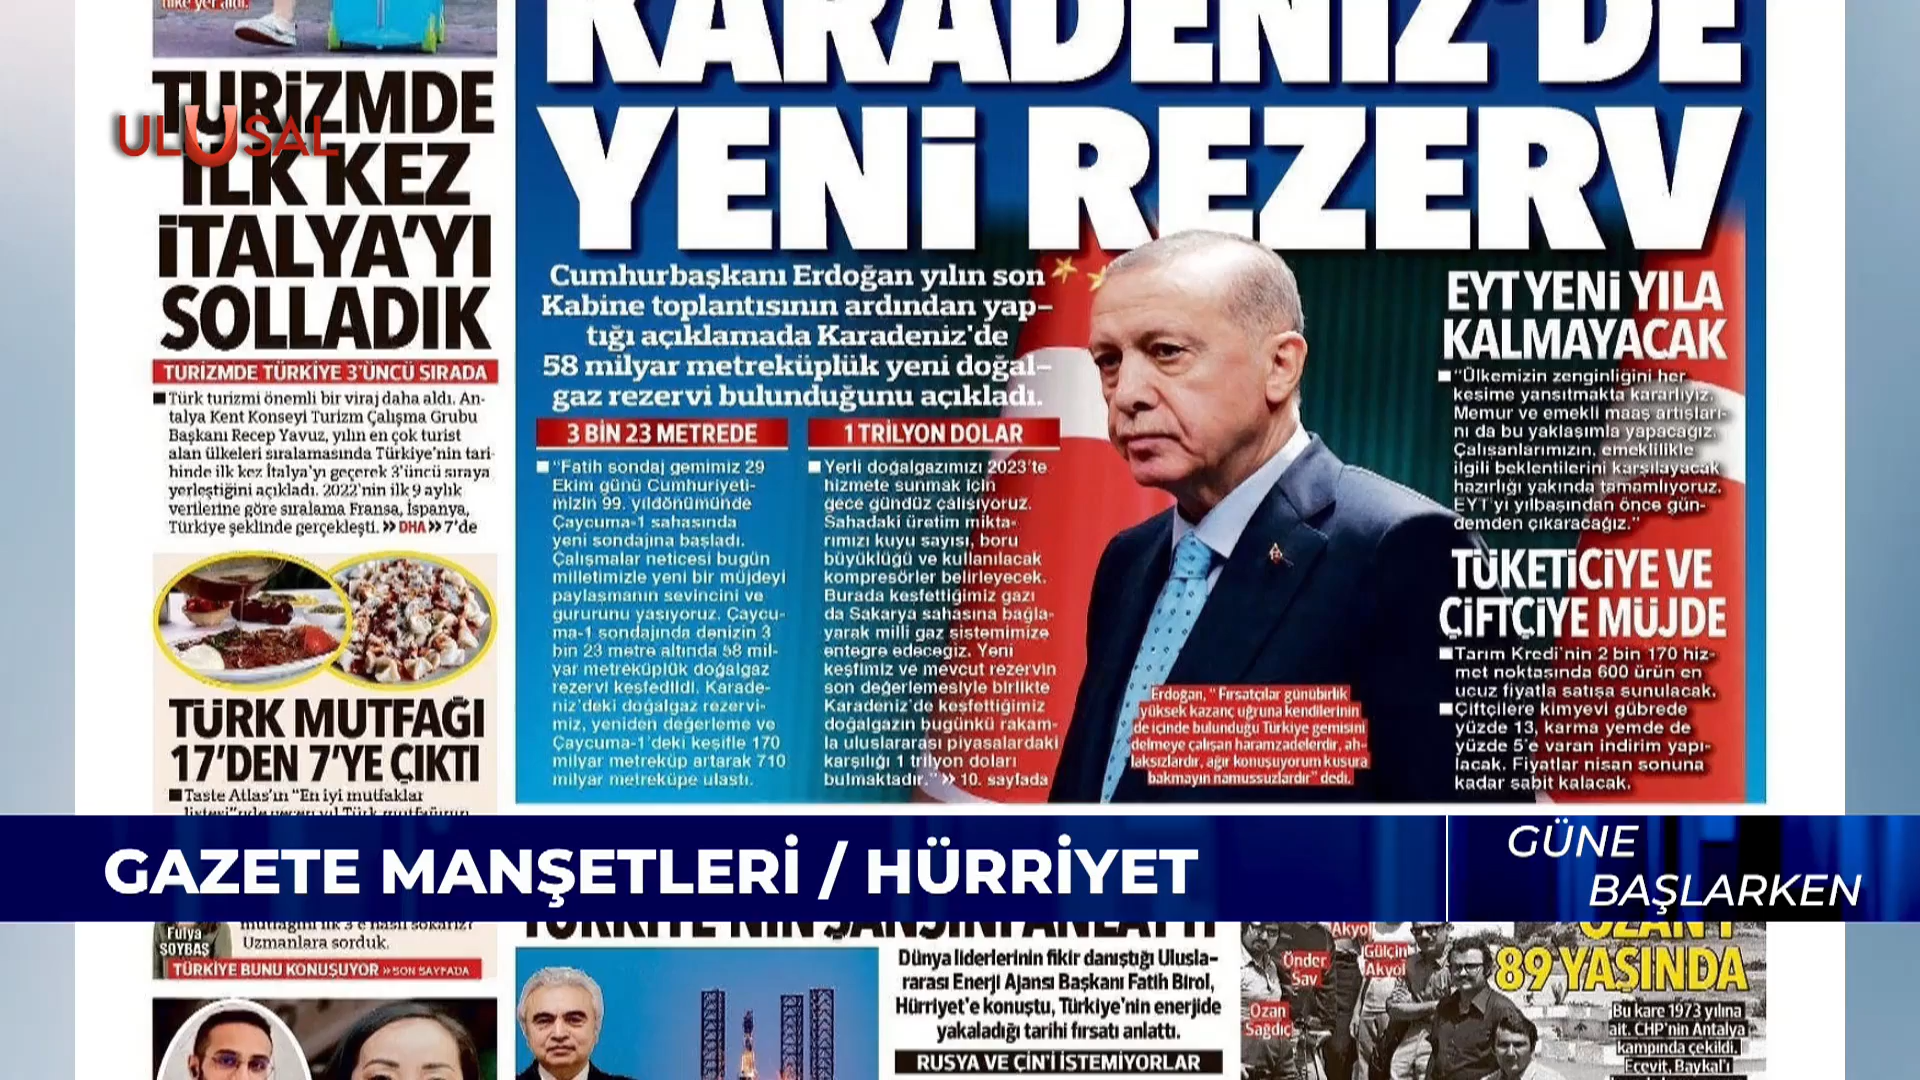 ülke yer aldı.
TURİZMDE
İLK KEZ
İTALYA'YI
SOLLADIK
ULUSAL
TURİZMDE TÜRKİYE 3'ÜNCÜ SIRADA
Türk turizmi önemli bir viraj daha aldı. An-
talya Kent Konseyi Turizm Çalışma Grubu
Başkanı Recep Yavuz, yılın en çok turist
alan ülkeleri sıralamasında Türkiye'nin tari-
hinde ilk kez İtalya'yı geçerek 3'üncü sıraya
yerleştiğini açıkladı. 2022'nin ilk 9 aylık
verilerine göre sıralama Fransa, İspanya,
Türkiye şeklinde gerçekleşti. » DHA » 7'de
TÜRK MUTFAĞI
17'DEN 7'YE ÇIKTI
Taste Atlas'ın "En iyi mutfaklar
listesi"nde geçen yıl Türk mutfağının
mutfağını ilk 3'e nasıl sokarız?
Uzmanlara sorduk.
Fulya
SOYBAŞ
TÜRKİYE BUNU KONUŞUYOR » SON SAYFADA
KARADENİZ'DE
YENİ REZERV
Cumhurbaşkanı Erdoğan yılın son
Kabine toplantısının ardından yap-
tığı açıklamada Karadeniz'de
58 milyar metreküplük yeni doğal-
gaz rezervi bulunduğunu açıkladı.
3 BİN 23 METREDE
"Fatih sondaj gemimiz 29
Ekim günü Cumhuriyeti-
mizin 99. yıldönümünde
Çaycuma-1 sahasında
yeni sondajına başladı.
Çalışmalar neticesi bugün
milletimizle yeni bir müjdeyi
paylaşmanın sevincini ve
gururunu yaşıyoruz. Çaycu-
ma-1 sondajında denizin 3
bin 23 metre altında 58 mil-
yar metreküplük doğalgaz
rezervi keşfedildi. Karade-
niz'deki doğalgaz rezervi-
miz, yeniden değerleme ve
Çaycuma-1'deki keşifle 170
milyar metreküp artarak 710
milyar metreküpe ulaştı.
1 TRİLYON DOLAR
Yerli doğalgazımızı 2023'te
hizmete sunmak için
gece gündüz çalışıyoruz.
Sahadaki üretim mikta-
rımızı kuyu sayısı, boru
büyüklüğü ve kullanılacak
kompresörler belirleyecek.
Burada keşfettiğimiz gazı
da Sakarya sahasına bağla-
yarak milli gaz sistemimize
entegre edeceğiz. Yeni
keşfimiz ve mevcut rezervin
son değerlemesiyle birlikte
Karadeniz'de keşfettiğimiz
doğalgazın bugünkü rakam-
la uluslararası piyasalardaki
karşılığı 1 trilyon doları
bulmaktadır." » 10. sayfada
Erdoğan, "Fırsatçılar günübirlik
yüksek kazanç uğruna kendilerinin
de içinde bulunduğu Türkiye gemisini
delmeye çalışan haramzadelerdir, ah-
laksızlardır, ağır konuşuyorum kusura
bakmayın namussuzlardır" dedi.
EYT YENİ YILA
KALMAYACAK
"Ülkemizin zenginliğini her
kesime yansıtmakta kararlıyız.
Memur ve emekli maaş artışları-
nı da bu yaklaşımla yapacağız.
Çalışanlarımızın, emeklilikle
ilgili beklentilerini karşılayacak
hazırlığı yakında tamamlıyoruz.
EYT'yi yılbaşından önce gün-
demden çıkaracağız."
TÜKETİCİYE VE
ÇİFTÇİYE MÜJDE
Tarım Kredi'nin 2 bin 170 hiz-
met noktasında 600 ürün en
ucuz fiyatla satışa sunulacak.
Çiftçilere kimyevi gübrede
yüzde 13, karma yemde de
yüzde 5'e varan indirim yapı-
lacak. Fiyatlar nisan sonuna
kadar sabit kalacak.
GAZETE MANŞETLERİ / HÜRRİYET
GÜNE
BAŞLARKEN
TÜRKİYE'NİN ŞANSINI ANLATTI
Dünya liderlerinin fikir danıştığı Ulusla-
rarası Enerji Ajansı Başkanı Fatih Birol,
Hürriyet'e konuştu, Türkiye'nin enerjide
yakaladığı tarihi fırsatı anlattı.
RUSYA VE ÇİN'İ İSTEMİYORLAR
Akyol
Önder
Sav
Gülçin
Akyol
Ozan
Sağdıç
89 YAŞINDA
Bu kare 1973 yılına
ait. CHP'nin Antalya
kampında çekildi.
Ecevit, Baykal'ı